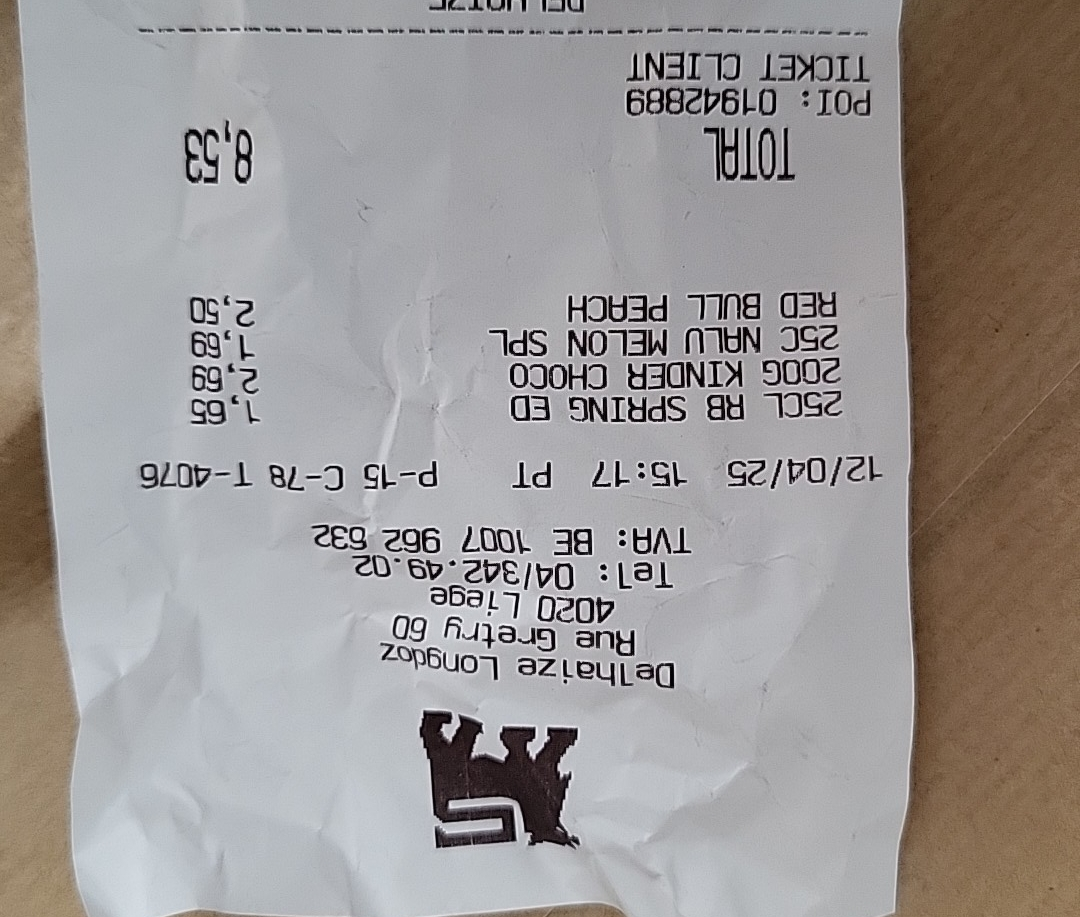 Delhaize Longdoz
Rue Gretry 60
4020 Liege
Tel: 04/342.49.02
TVA: BE 1007 962 632
12/04/25 15:17 PT P-15 C-78 T-4076
25CL RB SPRING ED 1,65
200G KINDER CHOCO 2,69
25C NALU MELON SPL 1,69
RED BULL PEACH 2,50
TOTAL 8,53
POI: 01942889
TICKET CLIENT
DELHAIZE